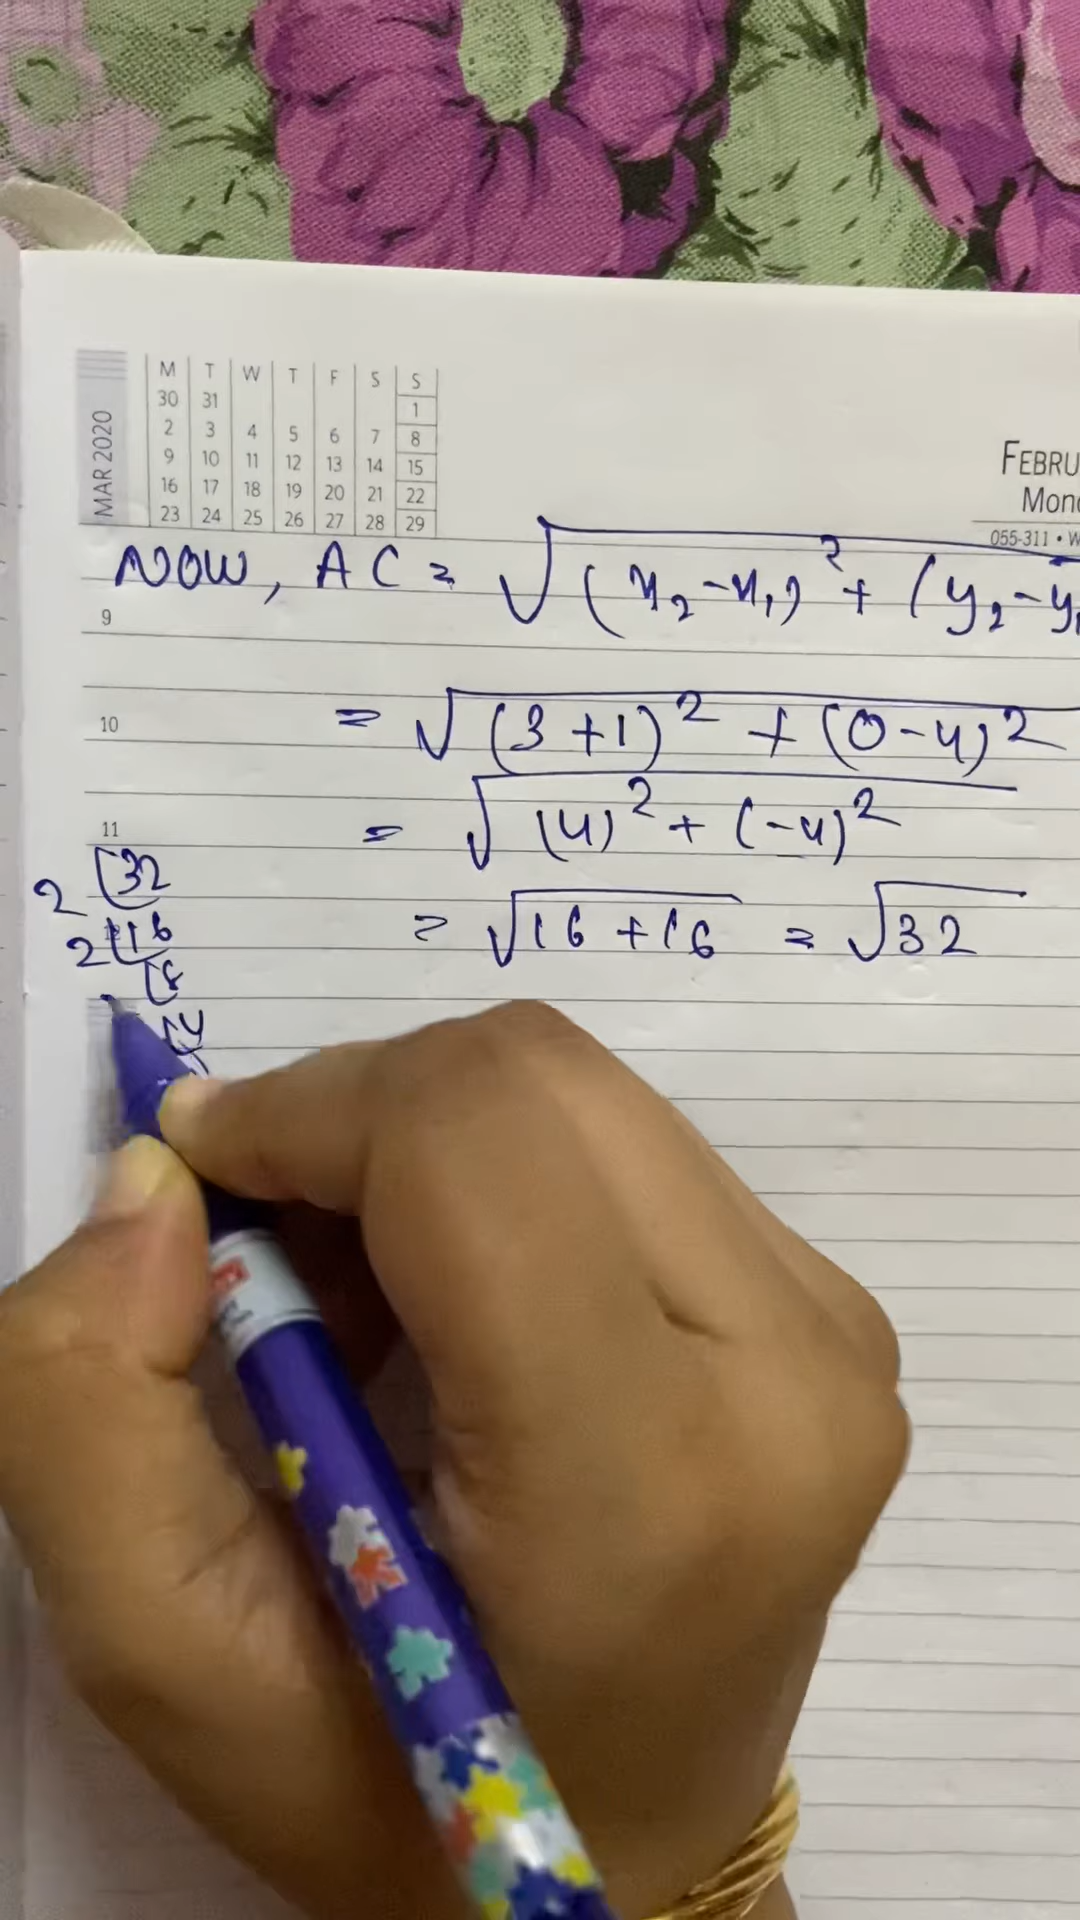 MAR 2020
M T W T F S S
30 31 1
2 3 4 5 6 7 8
9 10 11 12 13 14 15
16 17 18 19 20 21 22
23 24 25 26 27 28 29
FEBRU
Mon
055-311 • W
NOW, AC = √(x₂-x₁)² + (y₂-y₁
9
= √(3+1)² + (0-4)²
10
= √(4)² + (-4)²
11
= √16+16 = √32
2 32
2 16
8
4